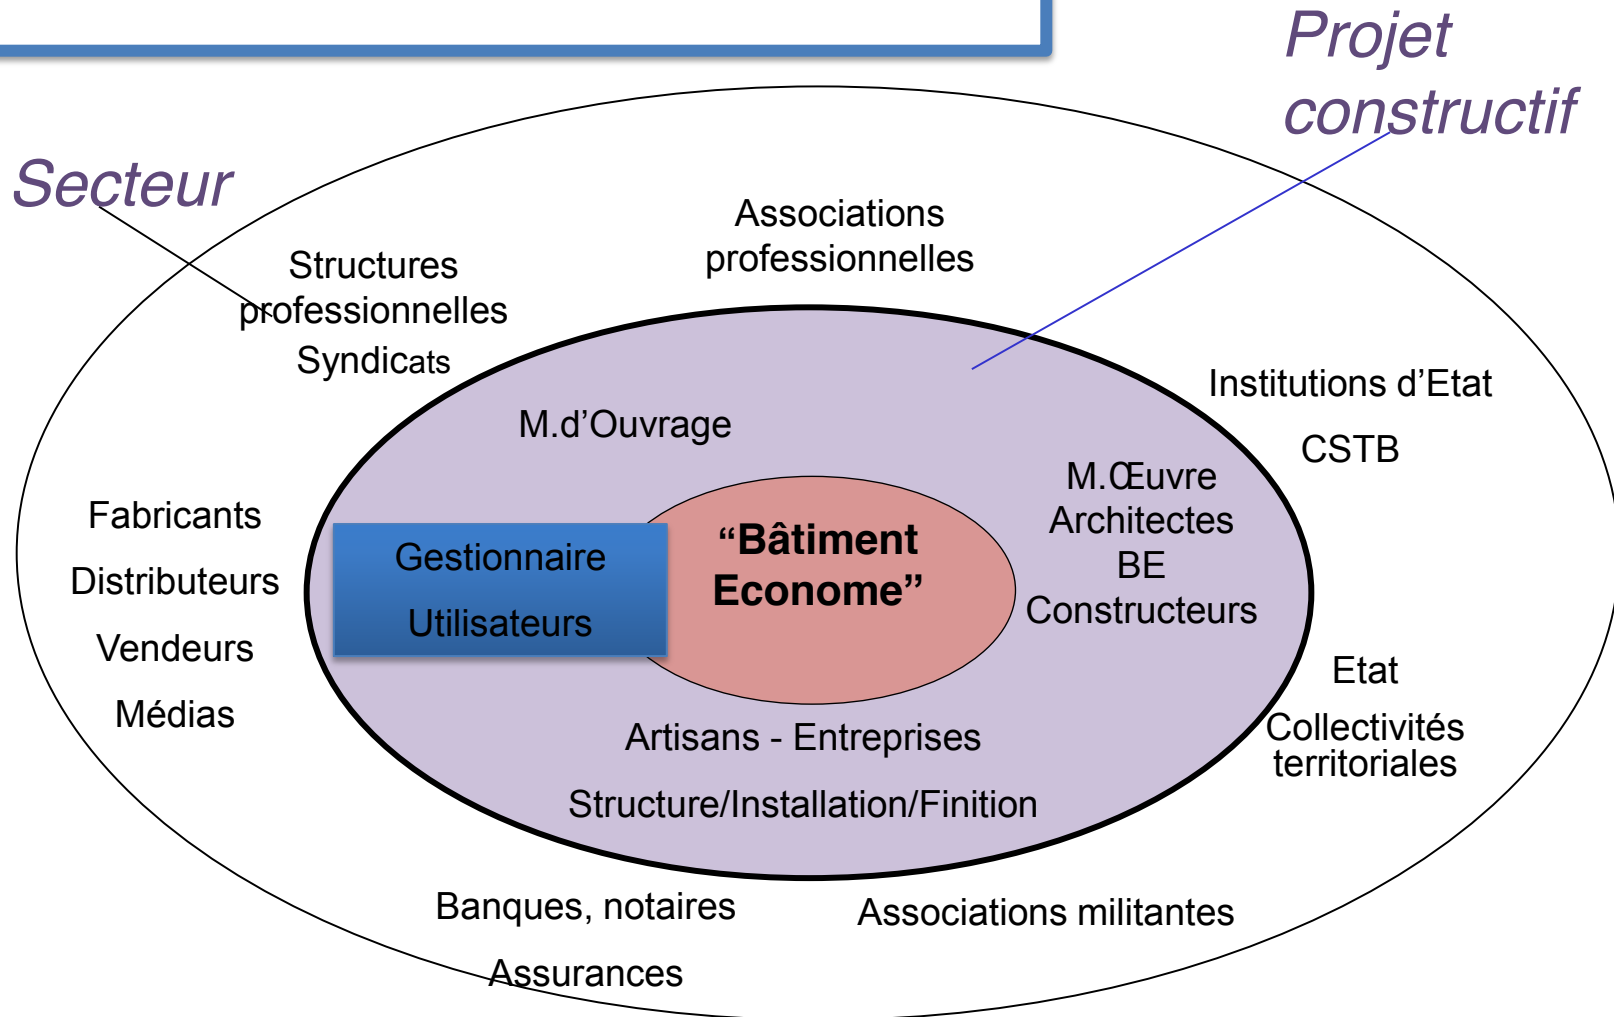 Projet
constructif
Secteur
Associations
professionnelles
Structures
professionnelles
Syndicats
Institutions d’Etat
CSTB
M.d’Ouvrage
M.Œuvre
Architectes
BE
Constructeurs
Fabricants
Distributeurs
Vendeurs
Médias
Gestionnaire
Utilisateurs
“Bâtiment
Econome”
Etat
Collectivités
territoriales
Artisans - Entreprises
Structure/Installation/Finition
Banques, notaires
Assurances
Associations militantes